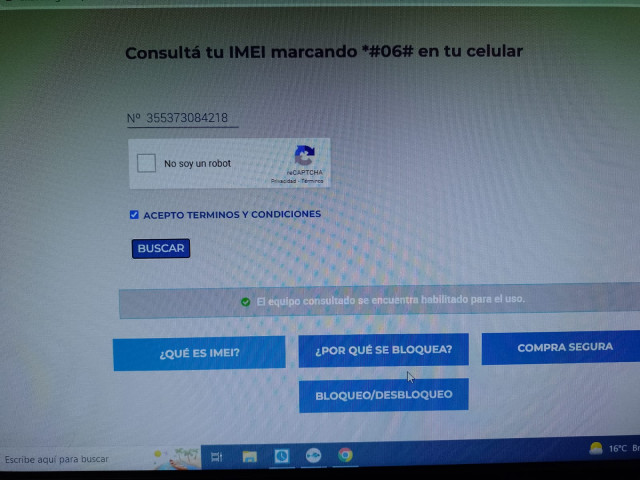 Consultá tu IMEI marcando *#06# en tu celular
Nº 355373084218
No soy un robot
reCAPTCHA
Privacidad - Términos
ACEPTO TERMINOS Y CONDICIONES
BUSCAR
El equipo consultado se encuentra habilitado para el uso.
¿QUÉ ES IMEI?
¿POR QUÉ SE BLOQUEA?
COMPRA SEGURA
BLOQUEO/DESBLOQUEO
Escribe aquí para buscar
16°C